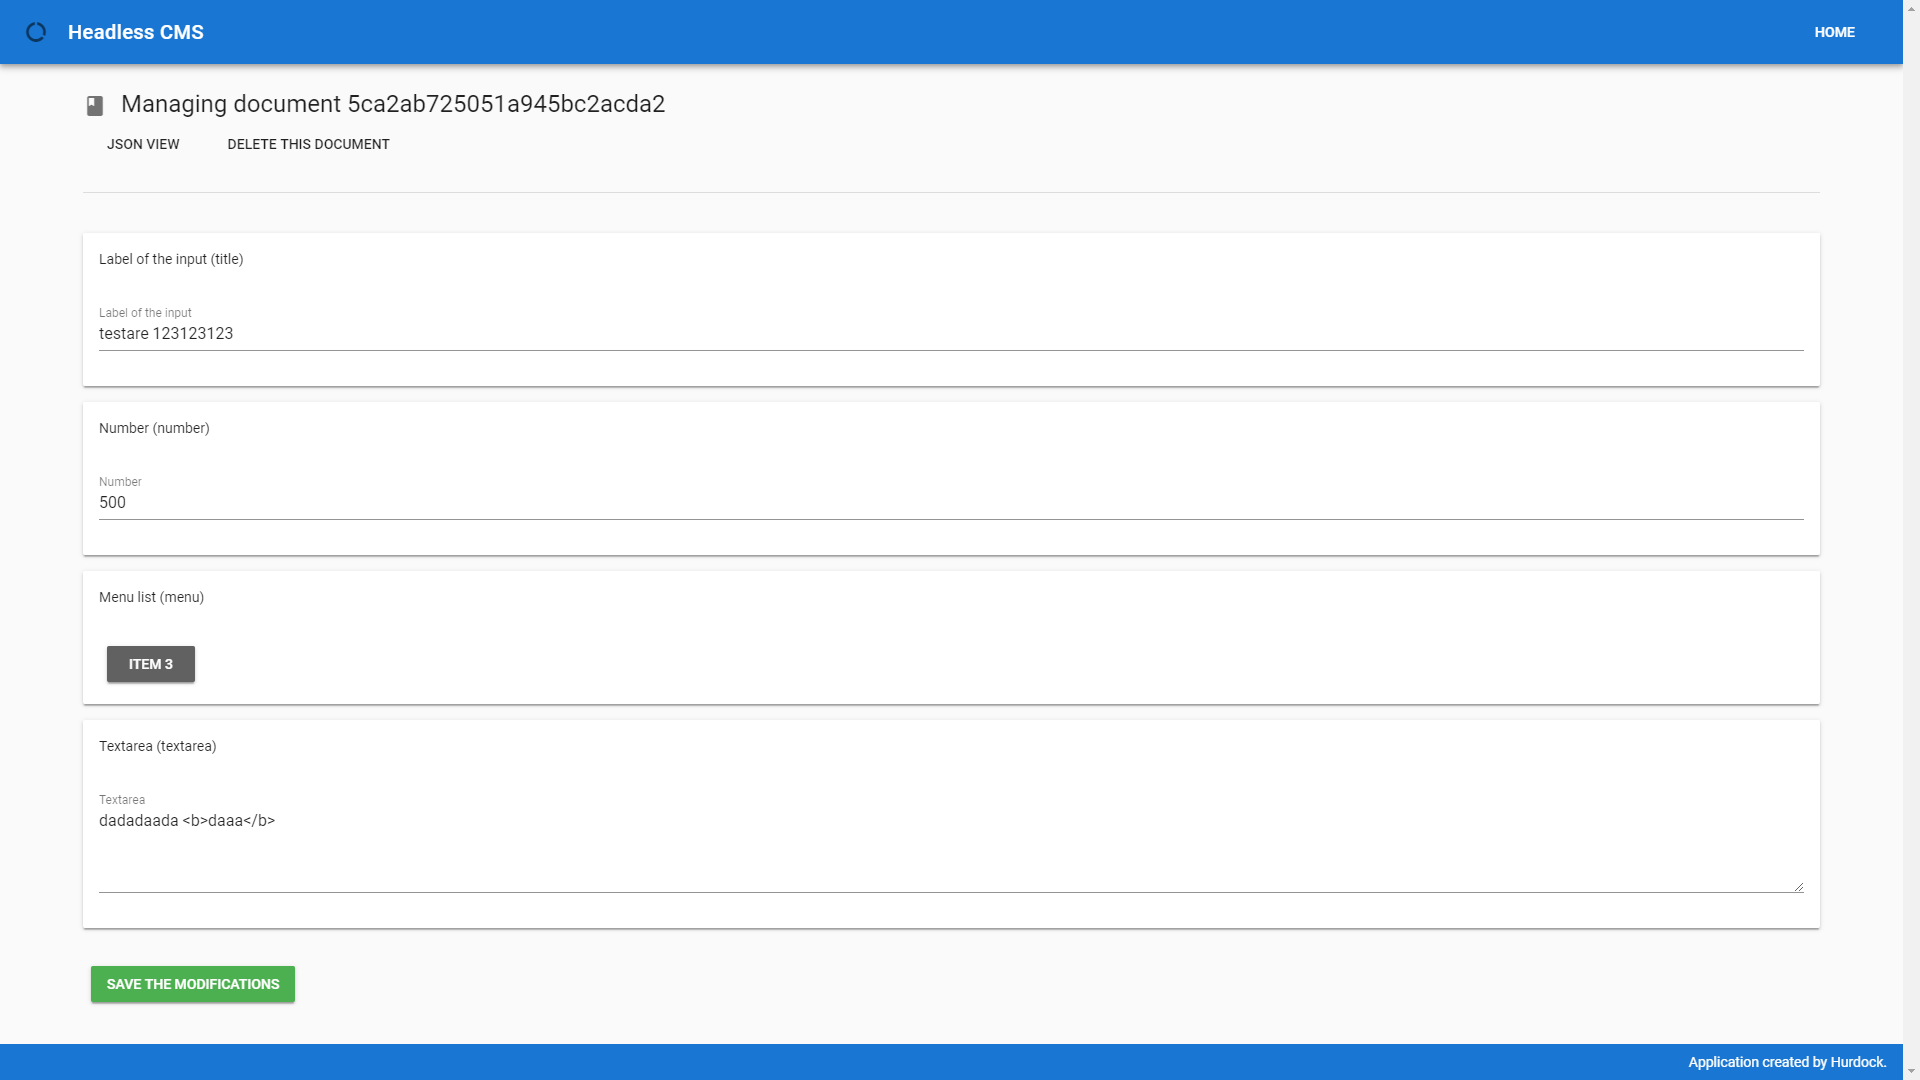 Headless CMS
HOME
Managing document 5ca2ab725051a945bc2acda2
JSON VIEW
DELETE THIS DOCUMENT
Label of the input (title)
Label of the input
testare 123123123
Number (number)
Number
500
Menu list (menu)
ITEM 3
Textarea (textarea)
Textarea
dadadaada <b>daaa</b>
SAVE THE MODIFICATIONS
Application created by Hurdock.